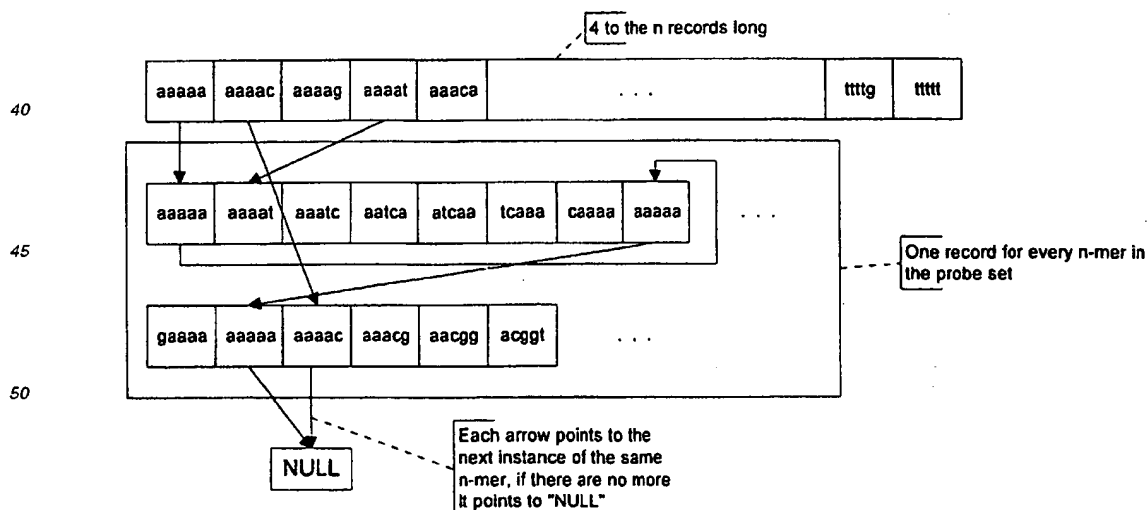 4 to the n records long
aaaaa aaaac aaaag aaaat aaaca . . . ttttg ttttt
40
aaaaa aaaat aaatc aatca atcaa tcaaa caaaa aaaaa . . .
45
One record for every n-mer in
the probe set
gaaaa aaaaa aaaac aaacg aacgg acggt . . .
50
Each arrow points to the
next instance of the same
n-mer, if there are no more
It points to "NULL"
NULL